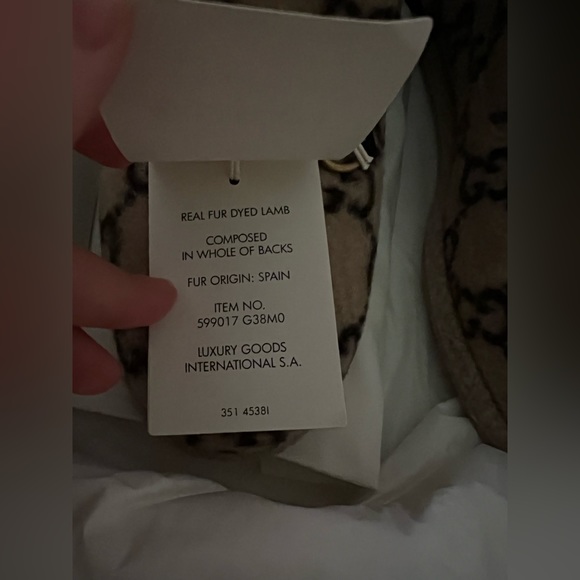 REAL FUR DYED LAMB
COMPOSED
IN WHOLE OF BACKS
FUR ORIGIN: SPAIN
ITEM NO.
599017 G38M0
LUXURY GOODS
INTERNATIONAL S.A.
351 4538I